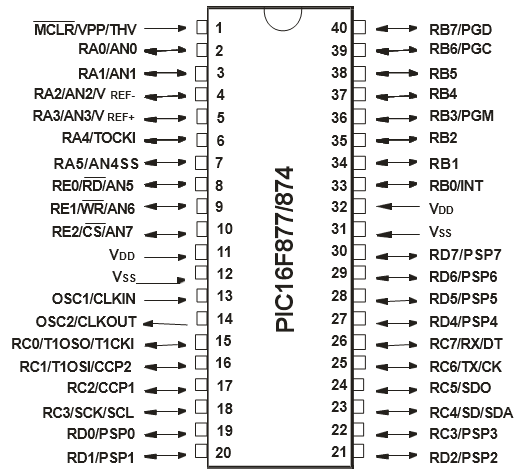 MCLR/VPP/THV 1 40 RB7/PGD
RA0/AN0 2 39 RB6/PGC
RA1/AN1 3 38 RB5
RA2/AN2/V REF- 4 37 RB4
RA3/AN3/V REF+ 5 36 RB3/PGM
RA4/TOCKI 6 35 RB2
RA5/AN4SS 7 34 RB1
RE0/RD/AN5 8 33 RB0/INT
RE1/WR/AN6 9 32 VDD
RE2/CS/AN7 10 31 VSS
VDD 11 30 RD7/PSP7
VSS 12 29 RD6/PSP6
OSC1/CLKIN 13 28 RD5/PSP5
OSC2/CLKOUT 14 27 RD4/PSP4
RC0/T1OSO/T1CKI 15 26 RC7/RX/DT
RC1/T1OSI/CCP2 16 25 RC6/TX/CK
RC2/CCP1 17 24 RC5/SDO
RC3/SCK/SCL 18 23 RC4/SD/SDA
RD0/PSP0 19 22 RC3/PSP3
RD1/PSP1 20 21 RD2/PSP2
PIC16F877/874